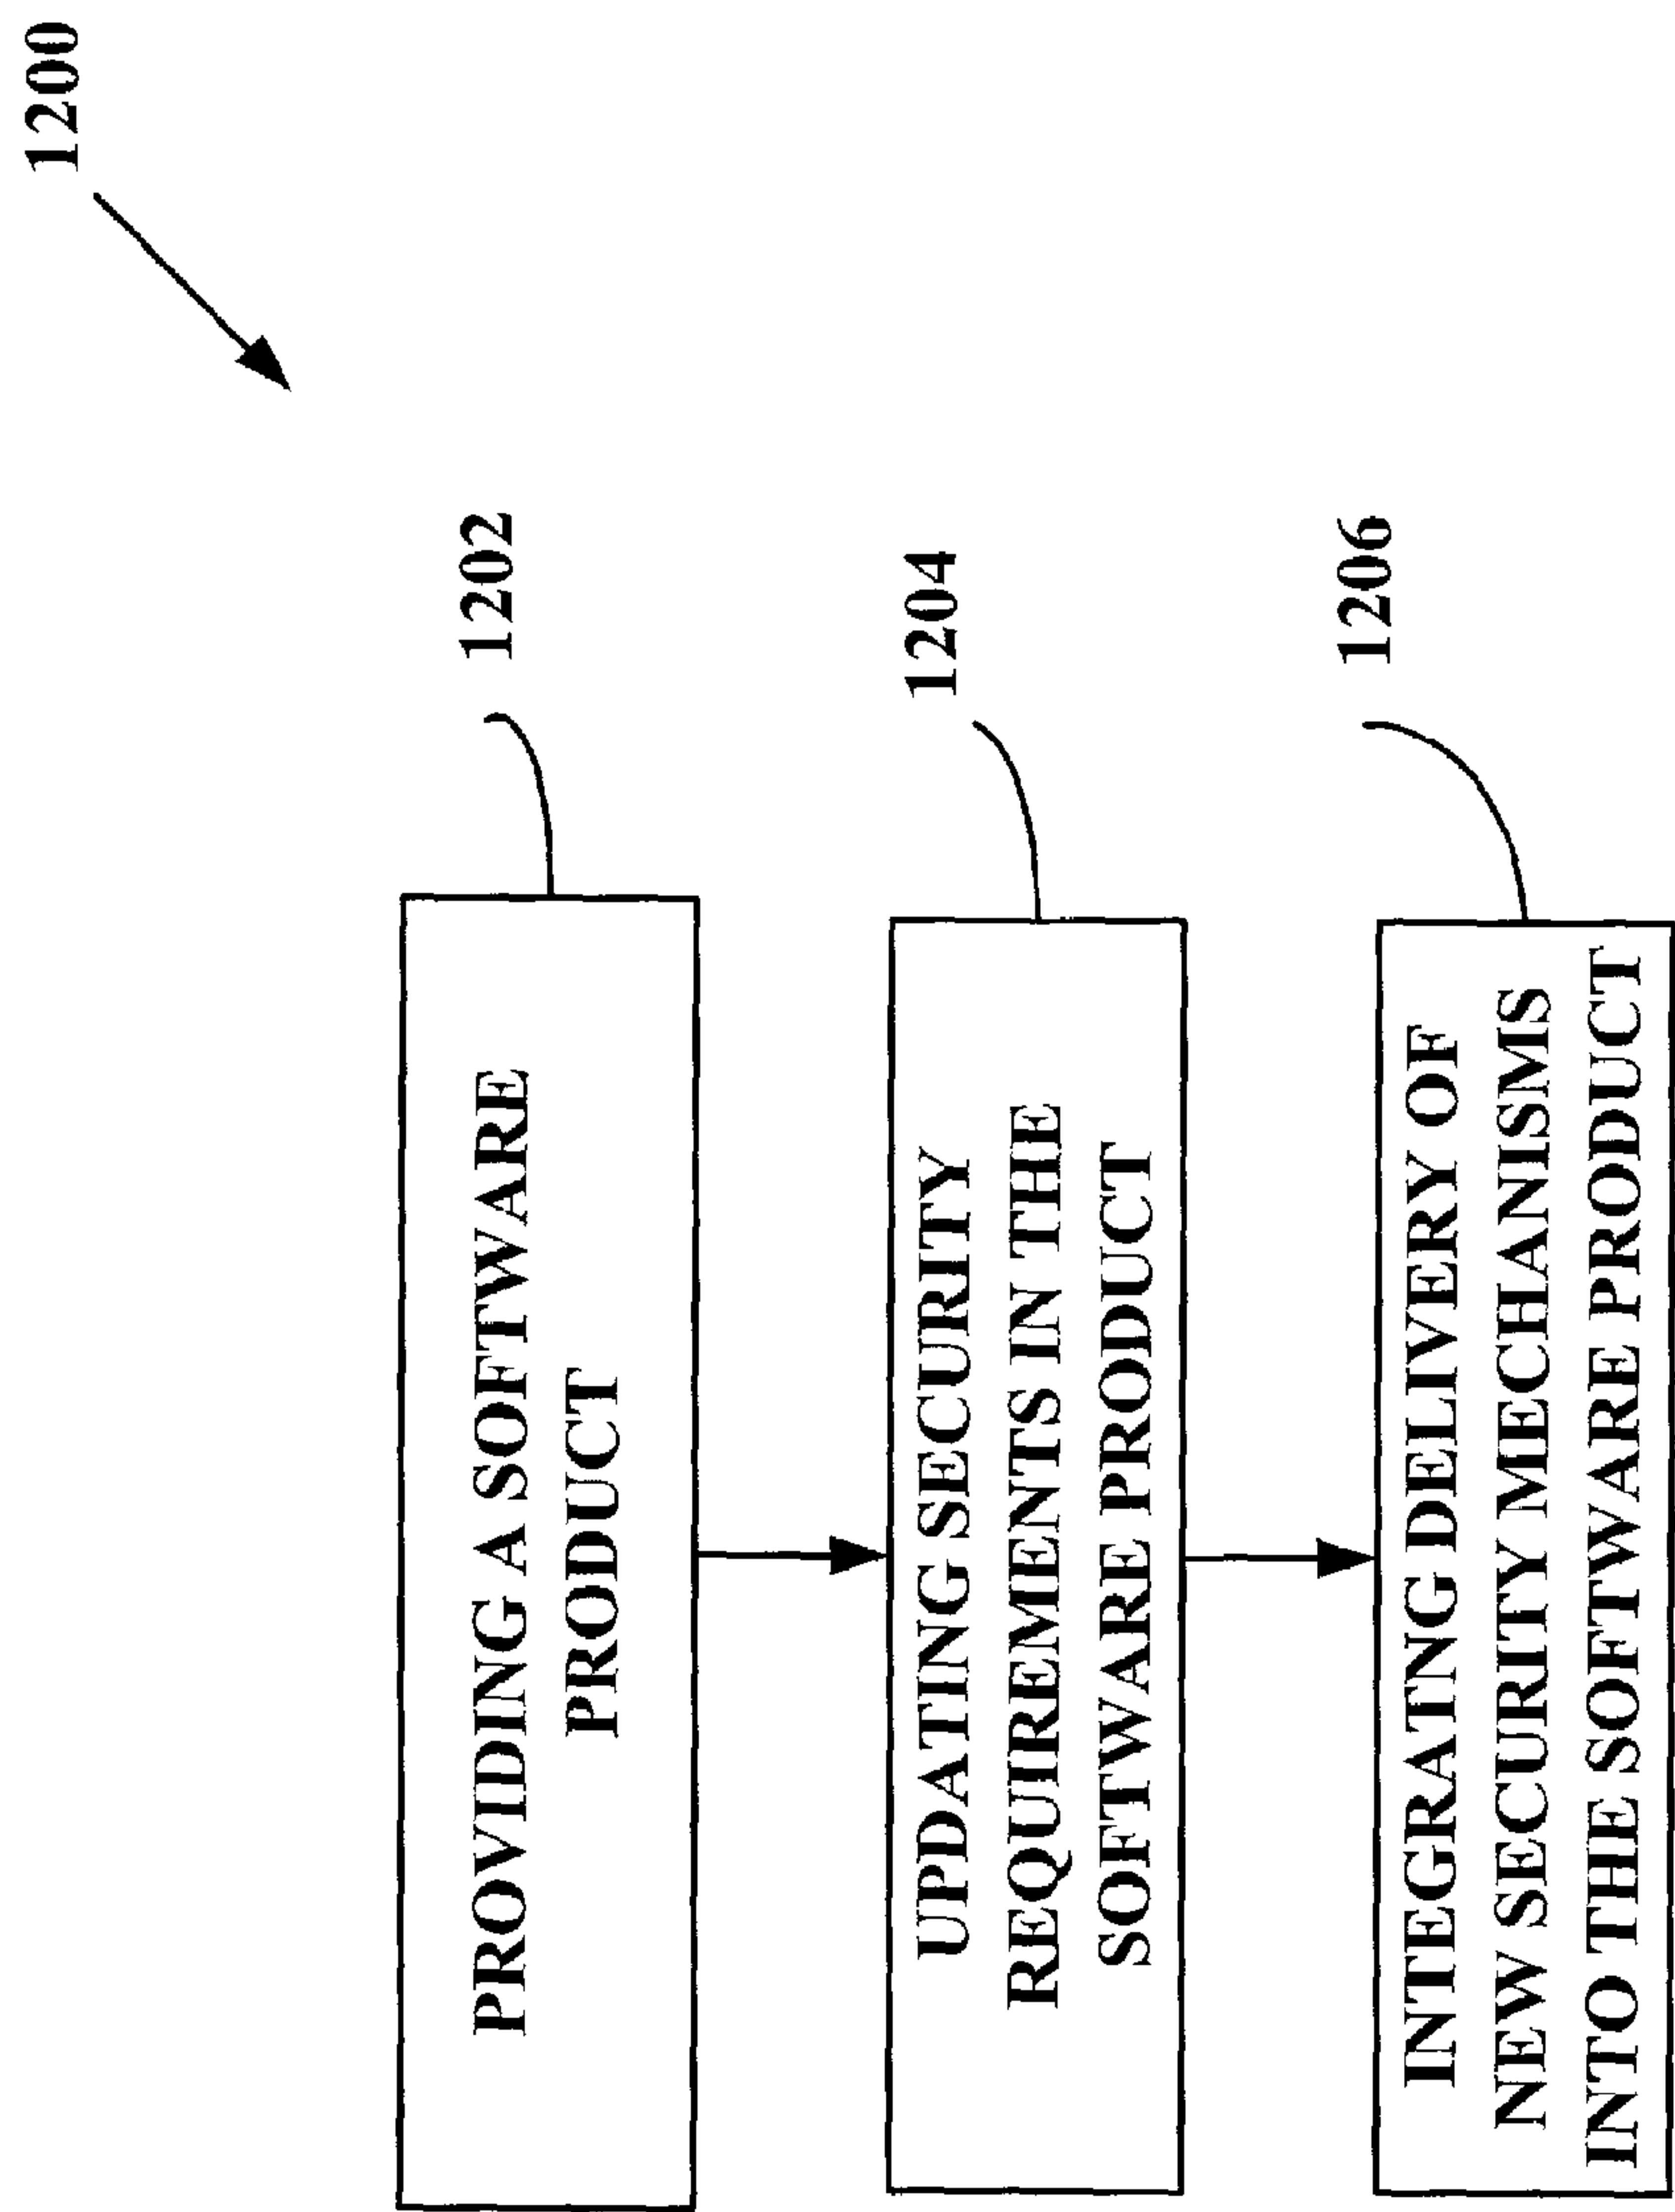 1200
1202
PROVIDING A SOFTWARE
PRODUCT
1204
UPDATING SECURITY
REQUIREMENTS IN THE
SOFTWARE PRODUCT
1206
INTEGRATNG DELIVERY OF
NEW SECURITY MECHANISMS
INTO THE SOFTWARE PRODUCT